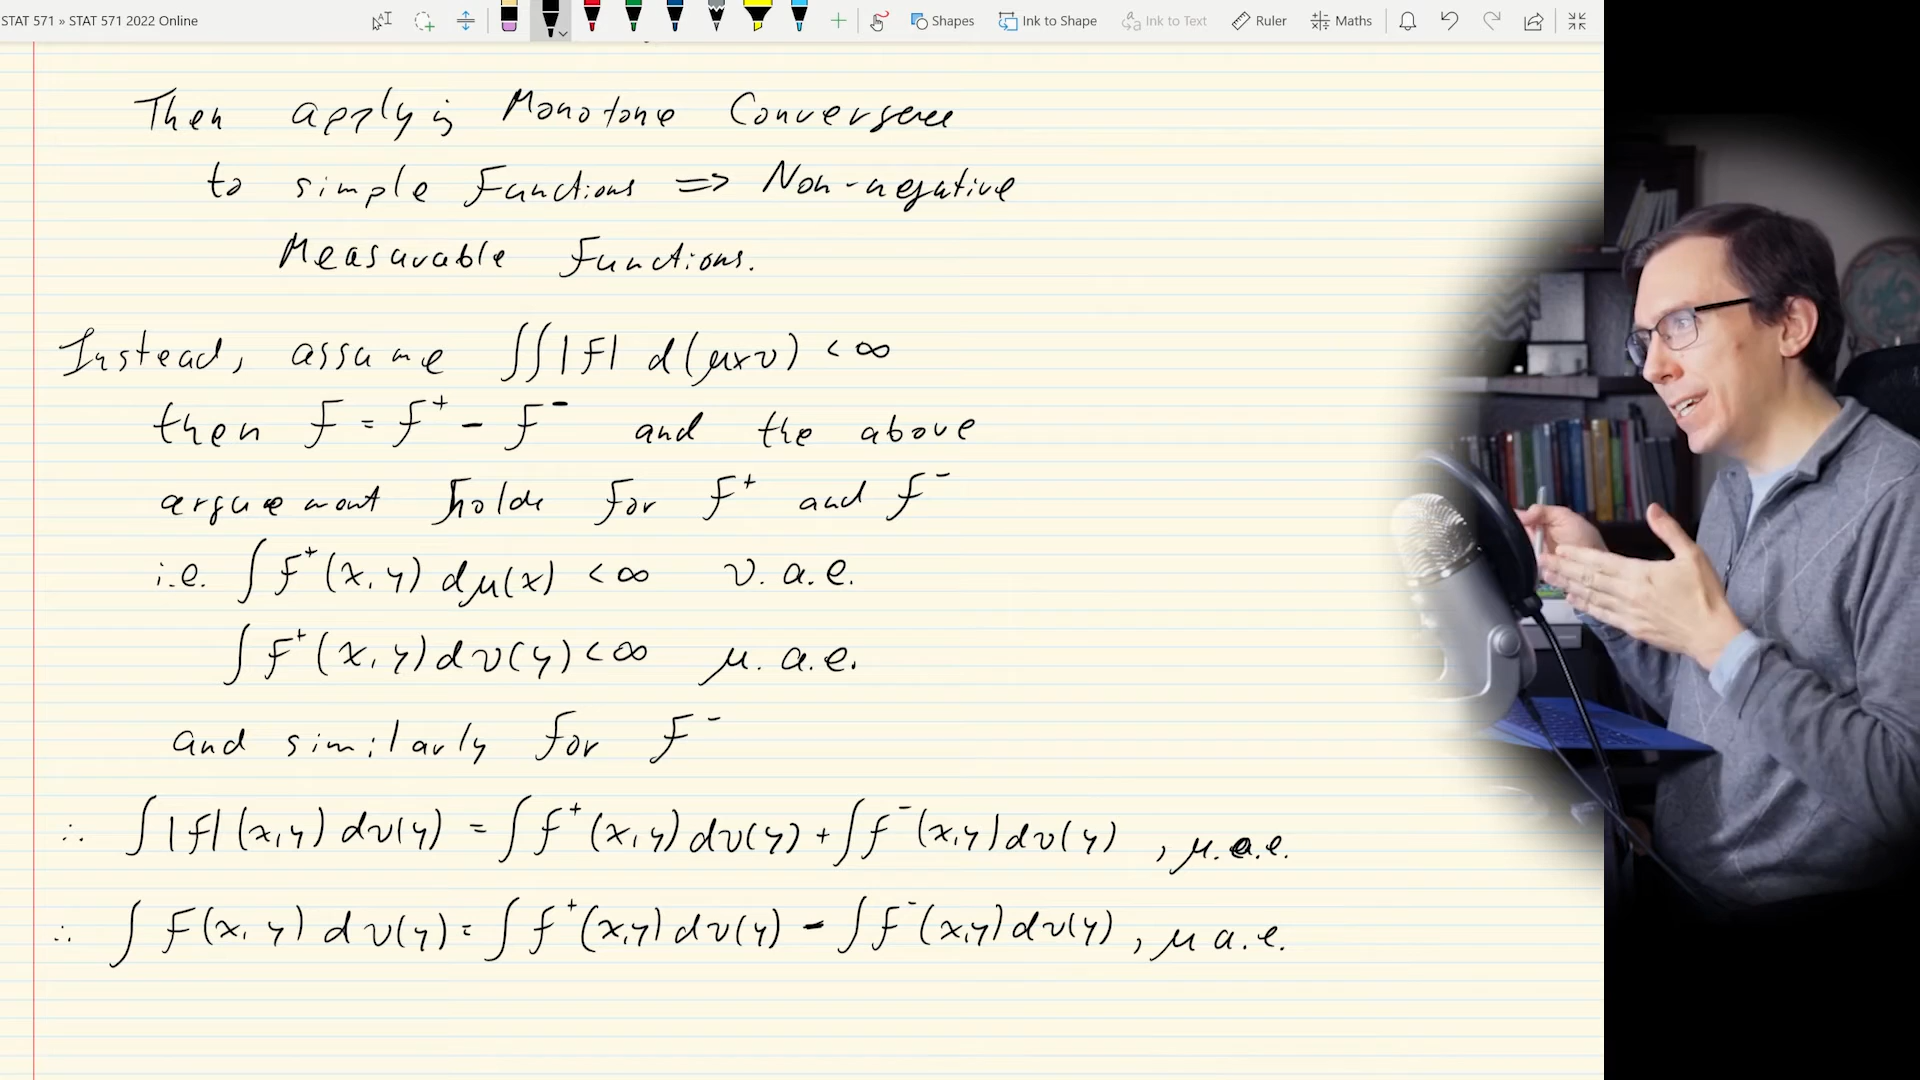 STAT 571 » STAT 571 2022 Online
Shapes Ink to Shape Ink to Text Ruler Maths
Then applying Monotone Convergence
to simple Functions => Non-negative
Measurable Functions.
Instead, assume ∫∫|f| d(μ×ν) < ∞
then f = f⁺ - f⁻ and the above
argument holds for f⁺ and f⁻
i.e. ∫ f⁺(x,y) dμ(x) < ∞ ν. a.e.
∫ f⁺(x,y) dν(y) < ∞ μ. a.e.
and similarly for f⁻
∴ ∫ |f|(x,y) dν(y) = ∫ f⁺(x,y) dν(y) + ∫ f⁻(x,y) dν(y) , μ.a.e.
∴ ∫ f(x,y) dν(y) = ∫ f⁺(x,y) dν(y) - ∫ f⁻(x,y) dν(y) , μ a.e.